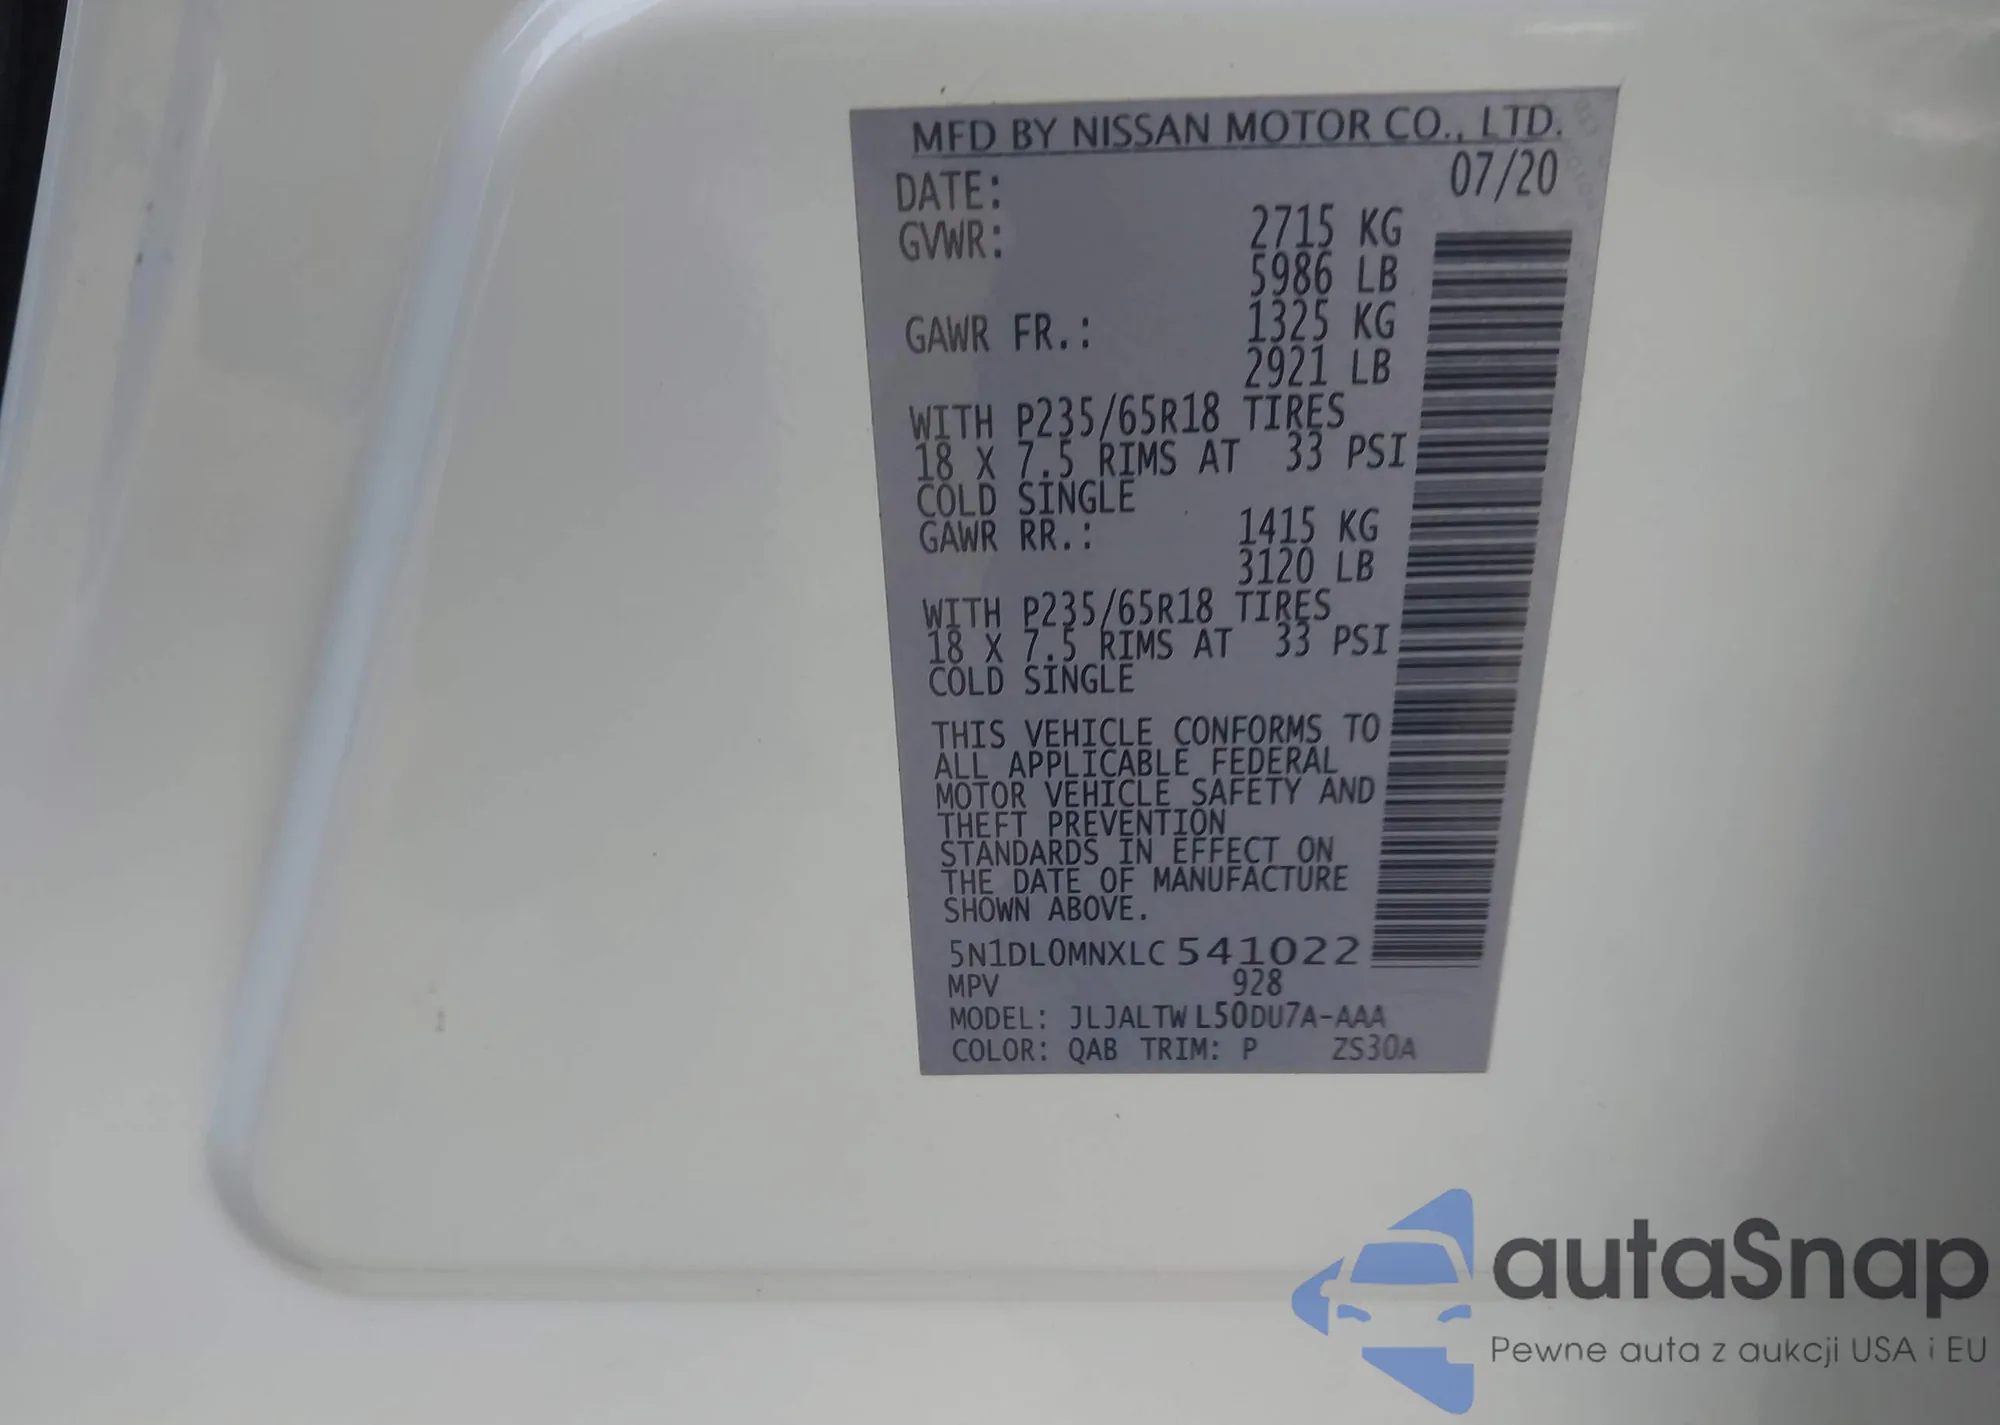 MFD BY NISSAN MOTOR CO., LTD.
DATE: 07/20
GVWR: 2715 KG
5986 LB
GAWR FR.: 1325 KG
2921 LB
WITH P235/65R18 TIRES
18 X 7.5 RIMS AT 33 PSI
COLD SINGLE
GAWR RR.: 1415 KG
3120 LB
WITH P235/65R18 TIRES
18 X 7.5 RIMS AT 33 PSI
COLD SINGLE
THIS VEHICLE CONFORMS TO
ALL APPLICABLE FEDERAL
MOTOR VEHICLE SAFETY AND
THEFT PREVENTION
STANDARDS IN EFFECT ON
THE DATE OF MANUFACTURE
SHOWN ABOVE.
5N1DL0MNXLC541022
MPV 928
MODEL: JLJALTWL50DU7A-AAA
COLOR: QAB TRIM: P ZS30A
autaSnap
Pewne auta z aukcji USA i EU